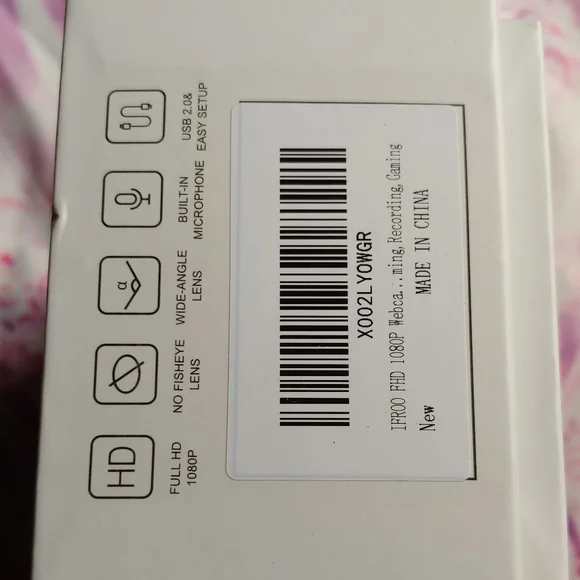 HD
FULL HD
1080P
NO FISHEYE
LENS
α
WIDE-ANGLE
LENS
BUILT-IN
MICROPHONE
USB 2.0&
EASY SETUP
X002LY0WGR
IFROO FHD 1080P Webca...ming,Recording,Gaming
New MADE IN CHINA